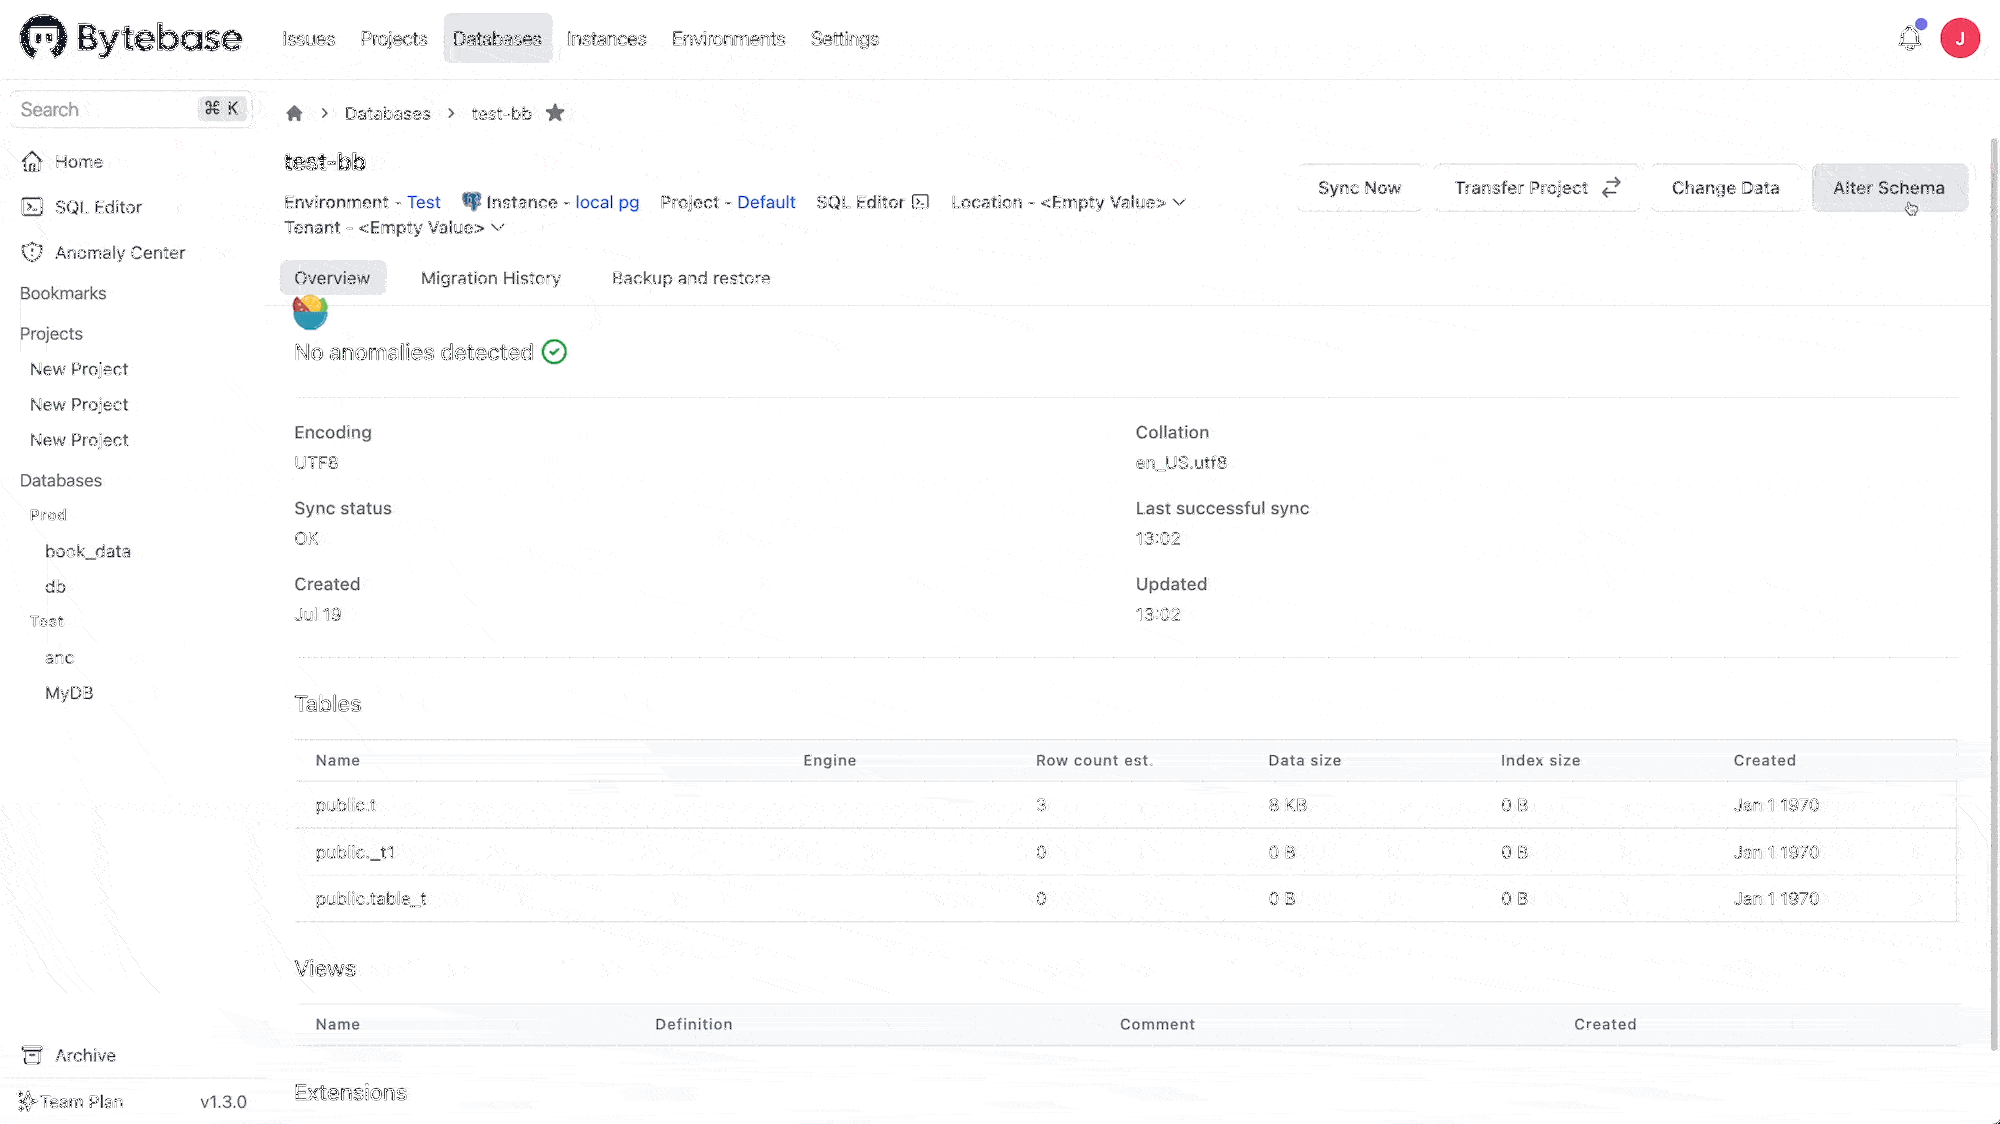 Bytebase Issues Projects Databases Instances Environments Settings J
Search ⌘ K
Databases test-bb
Home
SQL Editor
Anomaly Center
Bookmarks
Projects
New Project
New Project
New Project
Databases
Prod
book_data
db
Test
anc
MyDB
Archive
Team Plan v1.3.0
test-bb
Environment - Test Instance - local pg Project - Default SQL Editor Location - <Empty Value>
Tenant - <Empty Value>
Sync Now Transfer Project Change Data Alter Schema
Overview Migration History Backup and restore
No anomalies detected
Encoding Collation
UTF8 en_US.utf8
Sync status Last successful sync
OK 13:02
Created Updated
Jul 19 13:02
Tables
Name Engine Row count est. Data size Index size Created
public.t 3 8 KB 0 B Jan 1 1970
public._t1 0 0 B 0 B Jan 1 1970
public.table_t 0 0 B 0 B Jan 1 1970
Views
Name Definition Comment Created
Extensions